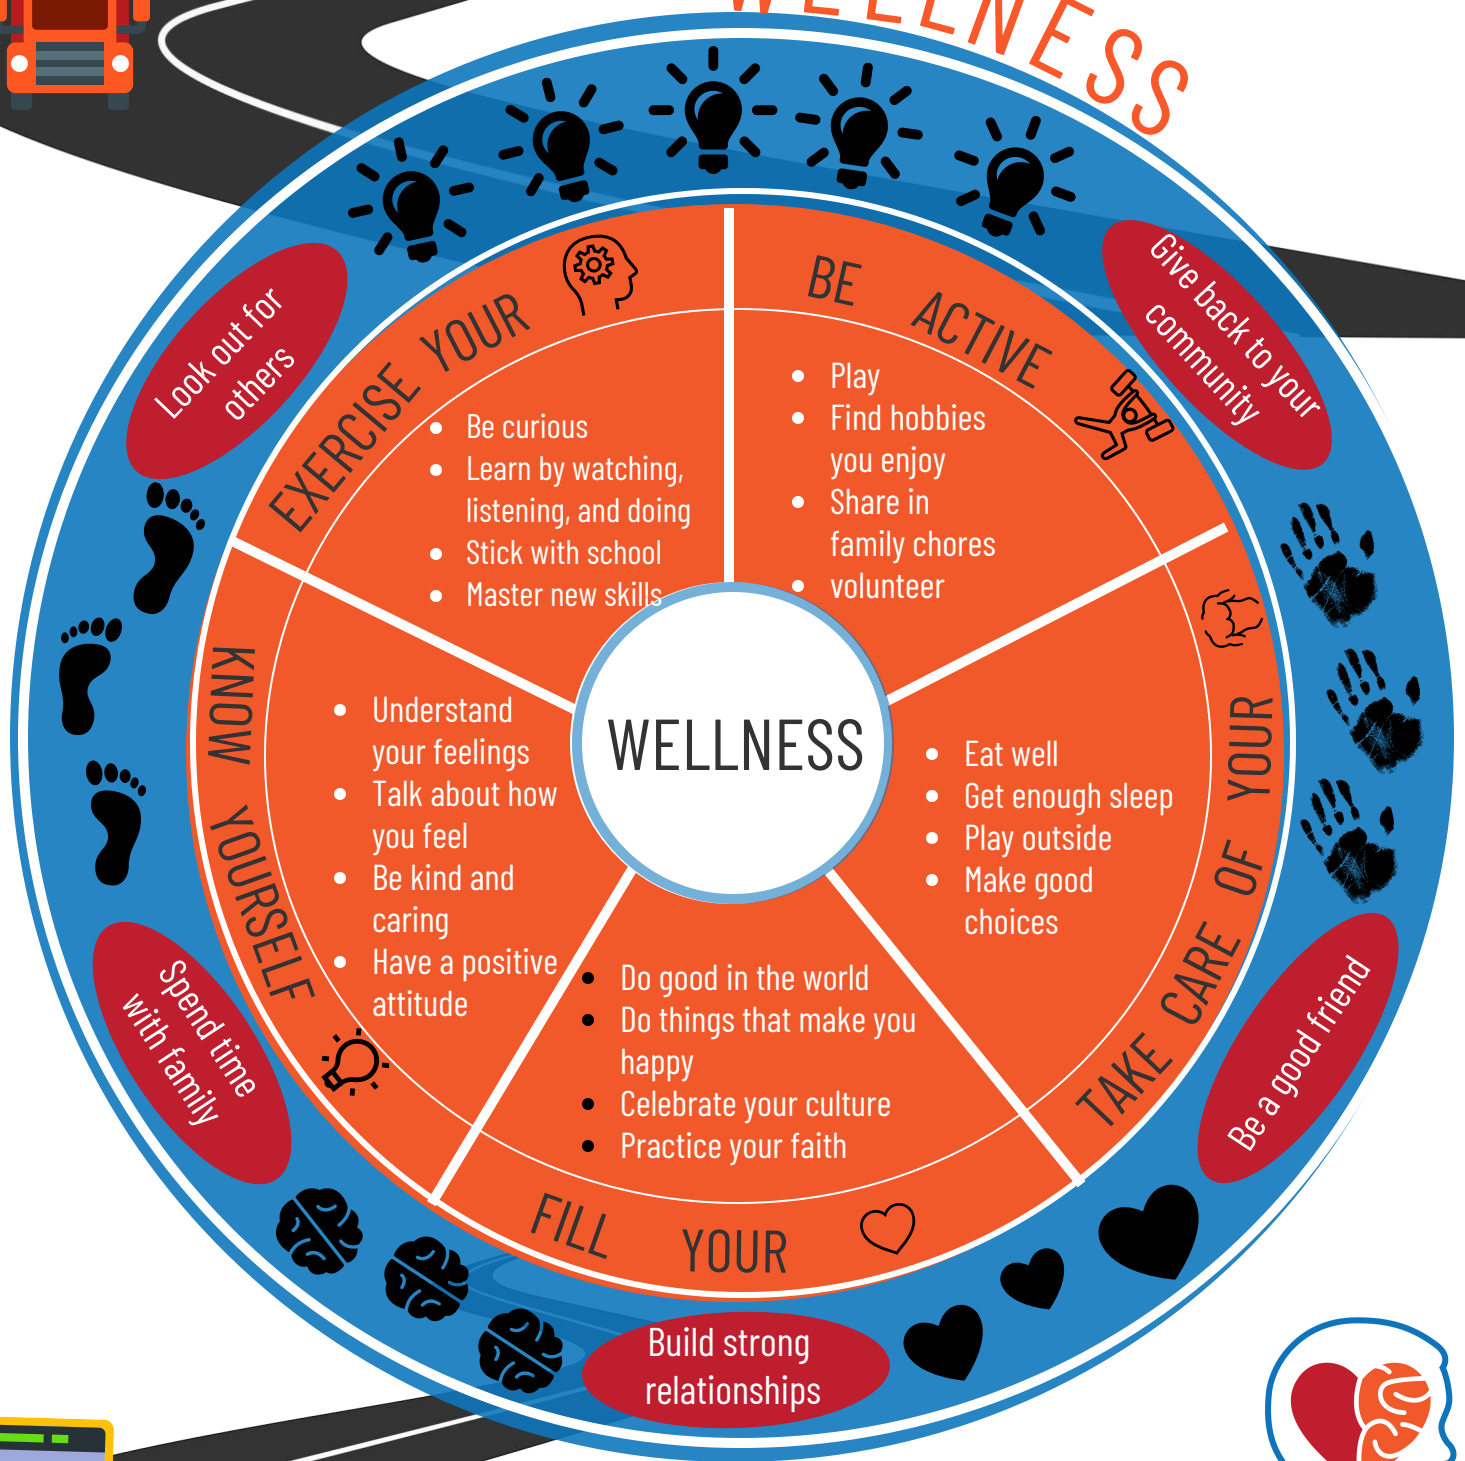 WELLNESS
EXERCISE YOUR
Be curious
Learn by watching,
listening, and doing
Stick with school
Master new skills
BE ACTIVE
Play
Find hobbies
you enjoy
Share in
family chores
volunteer
TAKE CARE OF YOUR
Eat well
Get enough sleep
Play outside
Make good
choices
FILL YOUR
Do good in the world
Do things that make you
happy
Celebrate your culture
Practice your faith
KNOW YOURSELF
Understand
your feelings
Talk about how
you feel
Be kind and
caring
Have a positive
attitude
WELLNESS
Look out for
others
Give back to your
community
Be a good friend
Build strong
relationships
Spend time
with family